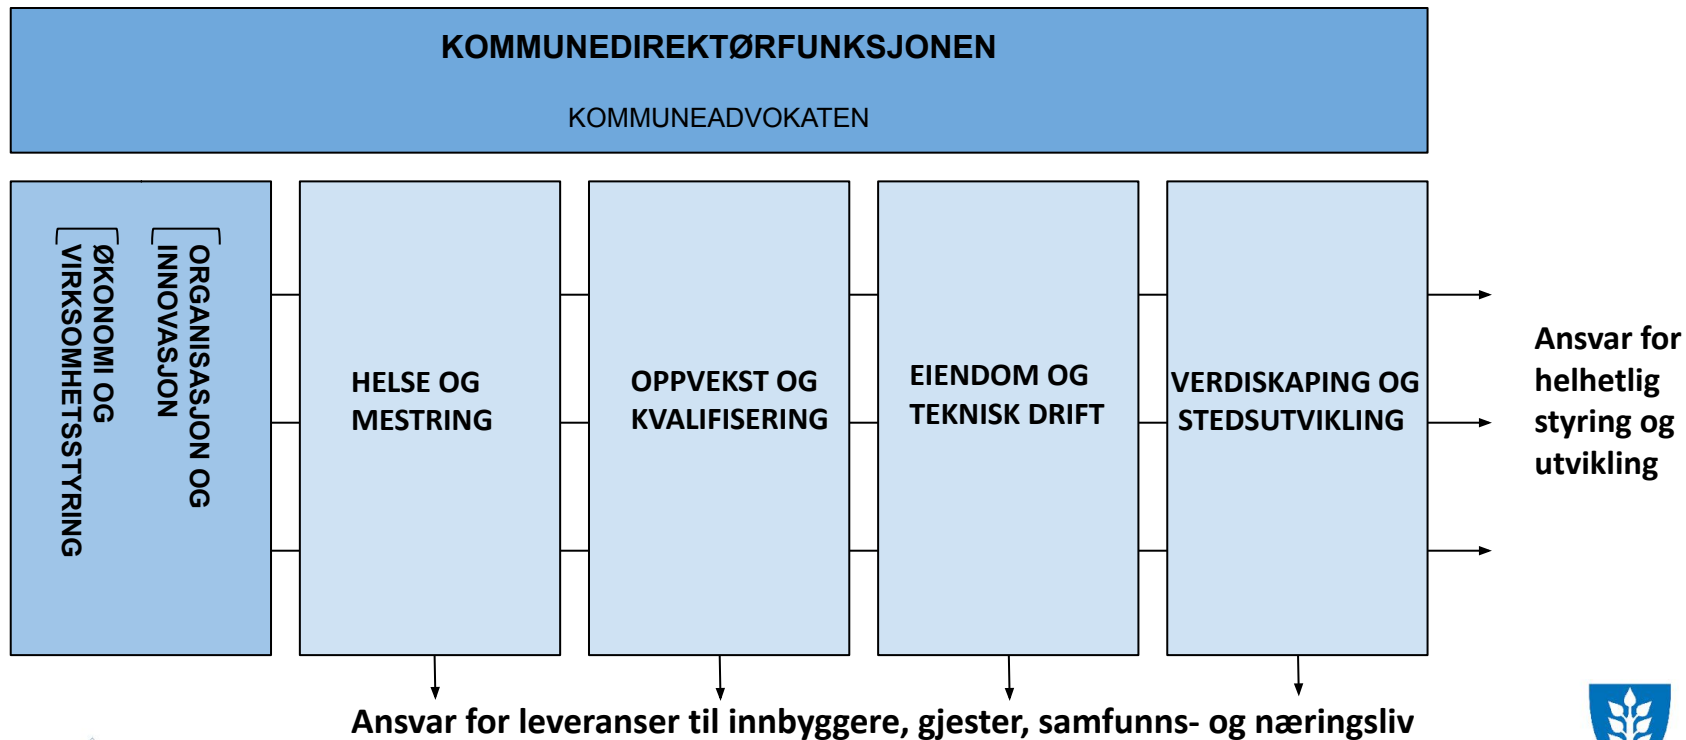 KOMMUNEDIREKTØRFUNKSJONEN
KOMMUNEADVOKATEN
ØKONOMI OG
VIRKSOMHETSSTYRING
ORGANISASJON OG
INNOVASJON
HELSE OG
MESTRING
OPPVEKST OG
KVALIFISERING
EIENDOM OG
TEKNISK DRIFT
VERDISKAPING OG
STEDSUTVIKLING
Ansvar for
helhetlig
styring og
utvikling
Ansvar for leveranser til innbyggere, gjester, samfunns- og næringsliv